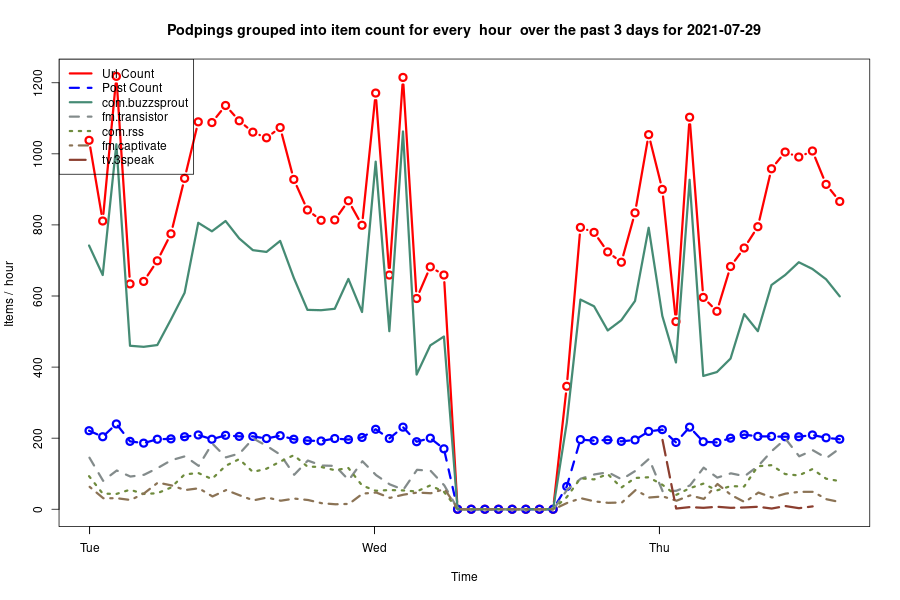 Podpings grouped into item count for every  hour  over the past 3 days for 2021-07-29
Url Count
Post Count
com.buzzsprout
fm.transistor
com.rss
fm.captivate
tv.3speak
Items /  hour
1200
1000
800
600
400
200
0
Tue Wed Thu
Time